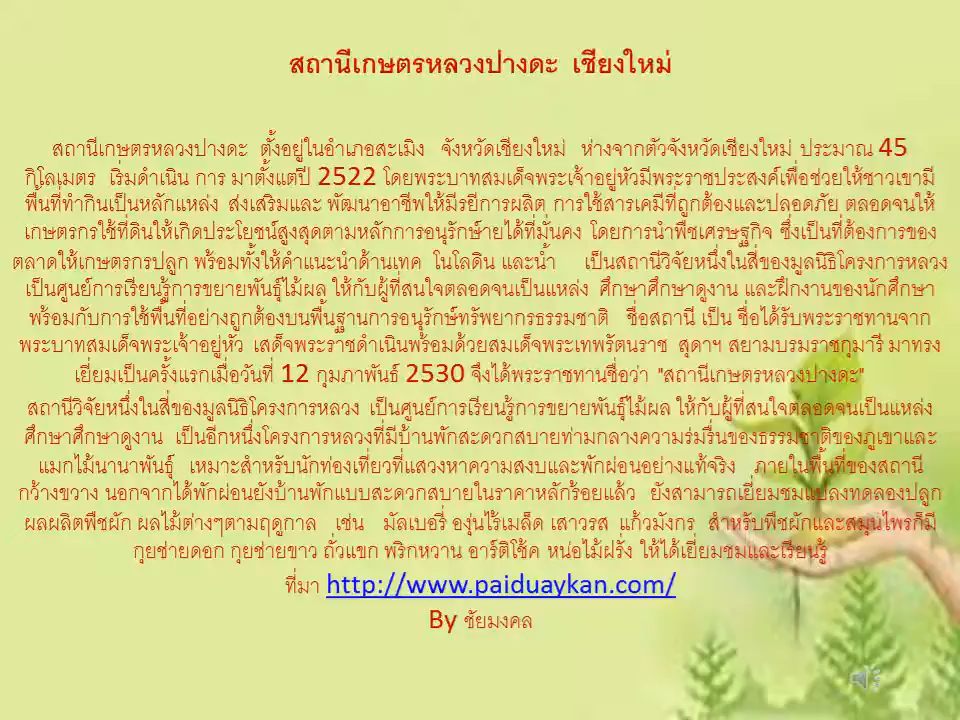 สถานีเกษตรหลวงปางดะ เชียงใหม่
สถานีเกษตรหลวงปางดะ ตั้งอยู่ในอำเภอสะเมิง จังหวัดเชียงใหม่ ห่างจากตัวจังหวัดเชียงใหม่ ประมาณ 45
กิโลเมตร เริ่มดำเนิน การ มาตั้งแต่ปี 2522 โดยพระบาทสมเด็จพระเจ้าอยู่หัวมีพระราชประสงค์เพื่อช่วยให้ชาวเขามี
พื้นที่ทำกินเป็นหลักแหล่ง ส่งเสริมและ พัฒนาอาชีพให้มีรยีการผลิต การใช้สารเคมีที่ถูกต้องและปลอดภัย ตลอดจนให้
เกษตรกรใช้ที่ดินให้เกิดประโยชน์สูงสุดตามหลักการอนุรักษ์ายได้ที่มั่นคง โดยการนำพืชเศรษฐกิจ ซึ่งเป็นที่ต้องการของ
ตลาดให้เกษตรกรปลูก พร้อมทั้งให้คำแนะนำด้านเทค โนโลดิน และน้ำ เป็นสถานีวิจัยหนึ่งในสี่ของมูลนิธิโครงการหลวง
เป็นศูนย์การเรียนรู้การขยายพันธุ์ไม้ผล ให้กับผู้ที่สนใจตลอดจนเป็นแหล่ง ศึกษาศึกษาดูงาน และฝึกงานของนักศึกษา
พร้อมกับการใช้พื้นที่อย่างถูกต้องบนพื้นฐานการอนุรักษ์ทรัพยากรธรรมชาติ ชื่อสถานี เป็น ชื่อได้รับพระราชทานจาก
พระบาทสมเด็จพระเจ้าอยู่หัว เสด็จพระราชดำเนินพร้อมด้วยสมเด็จพระเทพรัตนราช สุดาฯ สยามบรมราชกุมารี มาทรง
เยี่ยมเป็นครั้งแรกเมื่อวันที่ 12 กุมภาพันธ์ 2530 จึงได้พระราชทานชื่อว่า "สถานีเกษตรหลวงปางดะ"
สถานีวิจัยหนึ่งในสี่ของมูลนิธิโครงการหลวง เป็นศูนย์การเรียนรู้การขยายพันธุ์ไม้ผล ให้กับผู้ที่สนใจตลอดจนเป็นแหล่ง
ศึกษาศึกษาดูงาน เป็นอีกหนึ่งโครงการหลวงที่มีบ้านพักสะดวกสบายท่ามกลางความร่มรื่นของธรรมชาติของภูเขาและ
แมกไม้นานาพันธุ์ เหมาะสำหรับนักท่องเที่ยวที่แสวงหาความสงบและพักผ่อนอย่างแท้จริง ภายในพื้นที่ของสถานี
กว้างขวาง นอกจากได้พักผ่อนยังบ้านพักแบบสะดวกสบายในราคาหลักร้อยแล้ว ยังสามารถเยี่ยมชมแปลงทดลองปลูก
ผลผลิตพืชผัก ผลไม้ต่างๆตามฤดูกาล เช่น มัลเบอรี่ องุ่นไร้เมล็ด เสาวรส แก้วมังกร สำหรับพืชผักและสมุนไพรก็มี
กุยช่ายดอก กุยช่ายขาว ถั่วแขก พริกหวาน อาร์ติโช้ค หน่อไม้ฝรั่ง ให้ได้เยี่ยมชมและเรียนรู้
ที่มา http://www.paiduaykan.com/
By ชัยมงคล